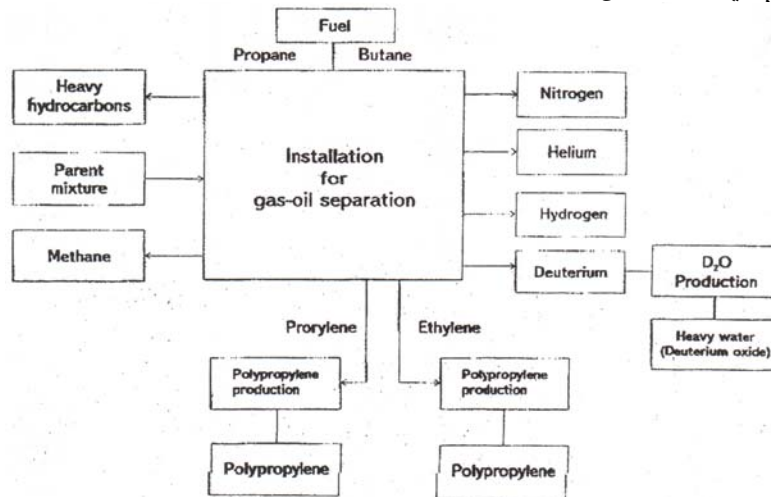 Fuel
Propane
Butane
Heavy
hydrocarbons
Nitrogen
Installation
for
gas-oil separation
Helium
Parent
mixture
Hydrogen
Methane
Deuterium
D₂O
Production
Heavy water
(Deuterium oxide)
Prorylene
Ethylene
Polypropylene
production
Polypropylene
production
Polypropylene
Polypropylene